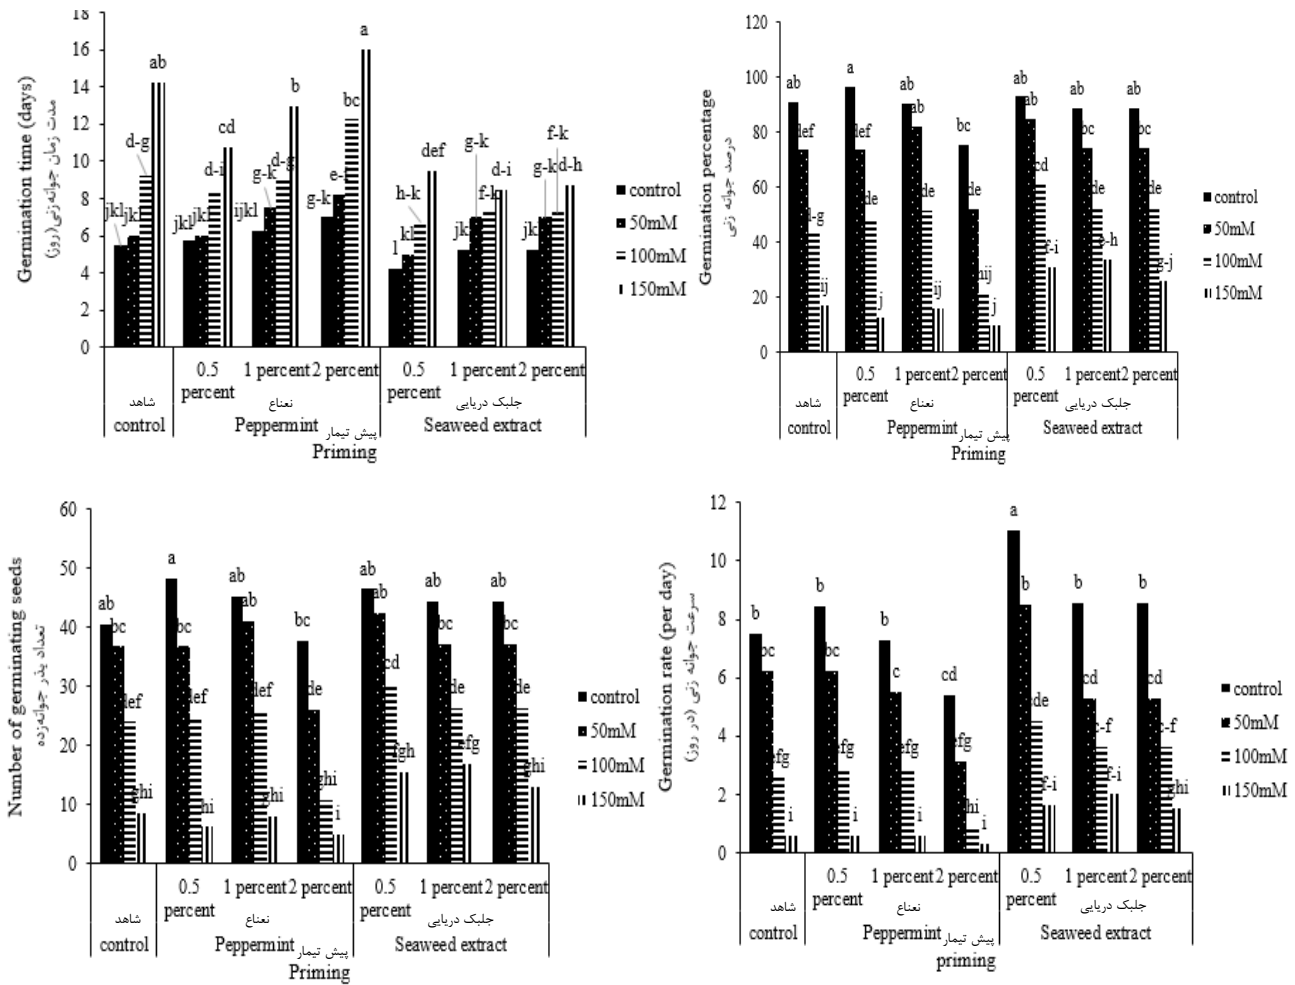 18
16
14
12
10
8
6
4
2
0
Germination time (days)
مدت زمان جوانه‌زنی(روز)
jkl jkl d-g ab
jkl jkl d-i cd
ijkl g-k d-g b
g-k bc a
l kl h-k def
g-k f-k d-i
g-k f-k d-h
control
50mM
100mM
150mM
0.5 percent 1 percent 2 percent 0.5 percent 1 percent 2 percent
شاهد نعناع جلبک دریایی
control Peppermint Seaweed extract
پیش تیمار
Priming
120
100
80
60
40
20
0
Germination percentage
درصد جوانه زنی
ab def ij
a def de j
ab ab de ij
bc de j
ab ab cd f-i
ab bc de e-h
ab bc de g-j
control
50mM
100mM
150mM
0.5 percent 1 percent 2 percent 0.5 percent 1 percent 2 percent
شاهد نعناع جلبک دریایی
control Peppermint Seaweed extract
پیش تیمار
Priming
60
50
40
30
20
10
0
Number of germinating seeds
تعداد بذر جوانه‌زده
ab bc def ghi
a bc def hi
ab ab def ghi
bc de ghi i
ab ab cd fgh
ab bc de efg
ab bc de ghi
control
50mM
100mM
150mM
0.5 percent 1 percent 2 percent 0.5 percent 1 percent 2 percent
شاهد نعناع جلبک دریایی
control Peppermint Seaweed extract
پیش تیمار
Priming
12
10
8
6
4
2
0
Germination rate (per day)
سرعت جوانه زنی (در روز)
b bc efg i
b bc efg i
b c efg i
cd efg hi i
a b cde f-i
b cd c-f f-i
b cd c-f ghi
control
50mM
100mM
150mM
0.5 percent 1 percent 2 percent 0.5 percent 1 percent 2 percent
شاهد نعناع جلبک دریایی
control Peppermint Seaweed extract
پیش تیمار
priming